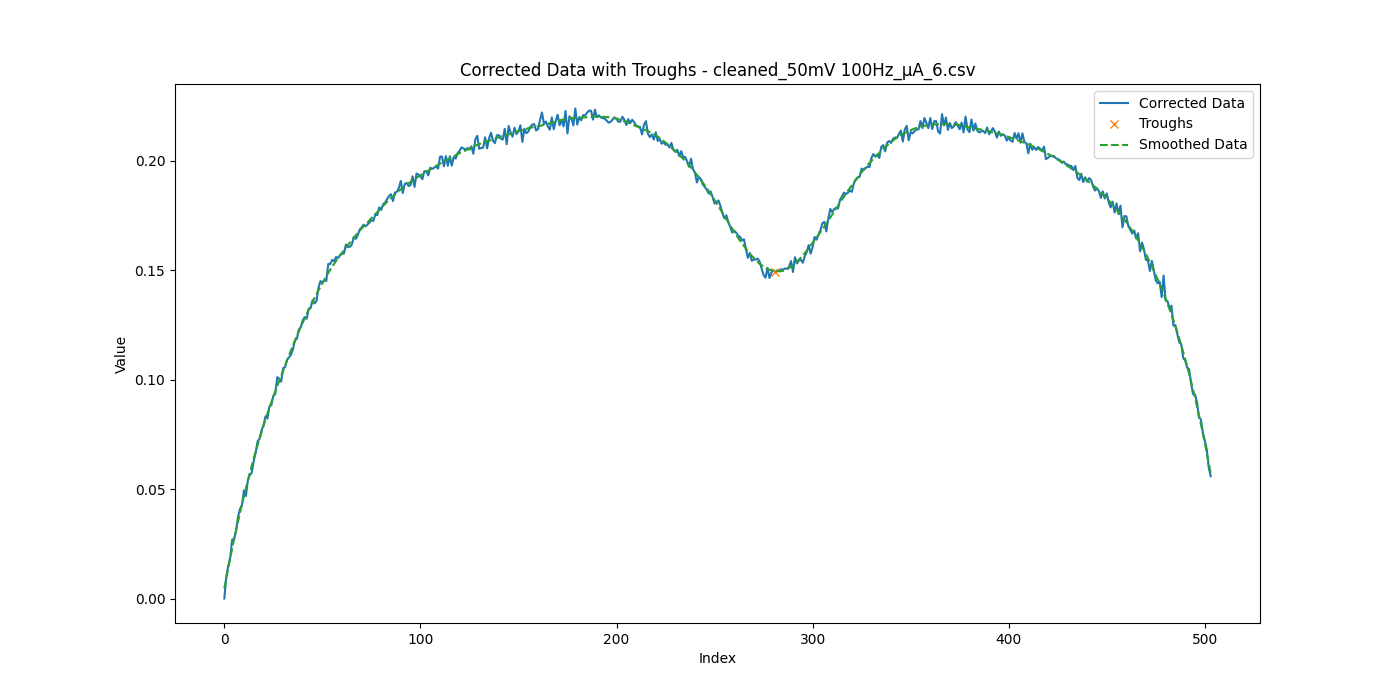 Corrected Data with Troughs - cleaned_50mV 100Hz_μA_6.csv
Corrected Data
Troughs
Smoothed Data
Value
0.20
0.15
0.10
0.05
0.00
0
100
200
300
400
500
Index